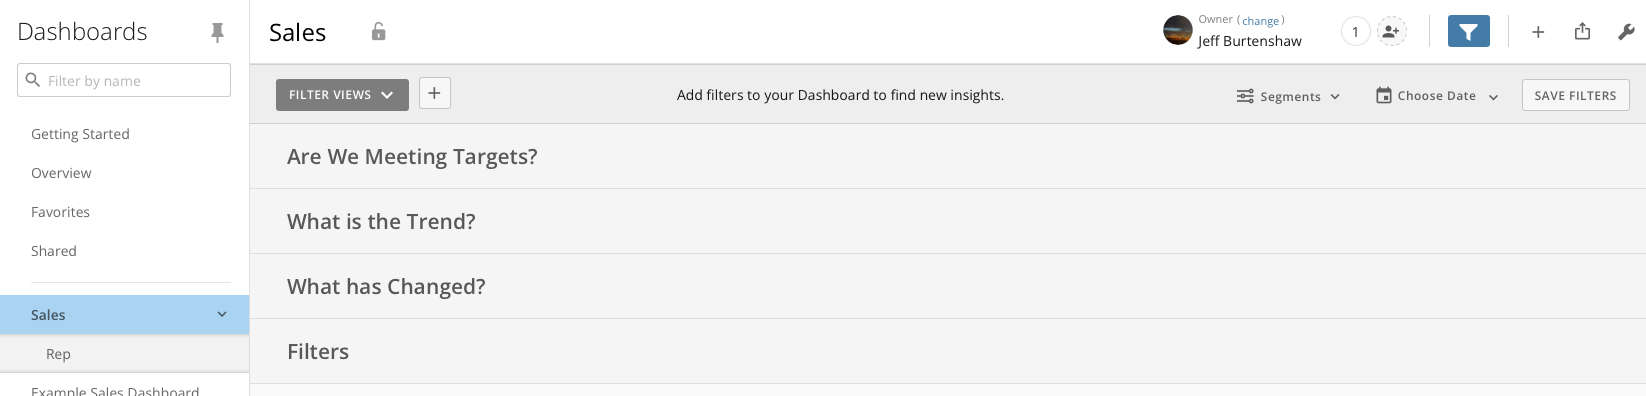 Dashboards
Filter by name
Getting Started
Overview
Favorites
Shared
Sales
Rep
Example Sales Dashboard
Sales
Owner (change)
Jeff Burtenshaw
1
FILTER VIEWS
Add filters to your Dashboard to find new insights.
Segments
Choose Date
SAVE FILTERS
Are We Meeting Targets?
What is the Trend?
What has Changed?
Filters